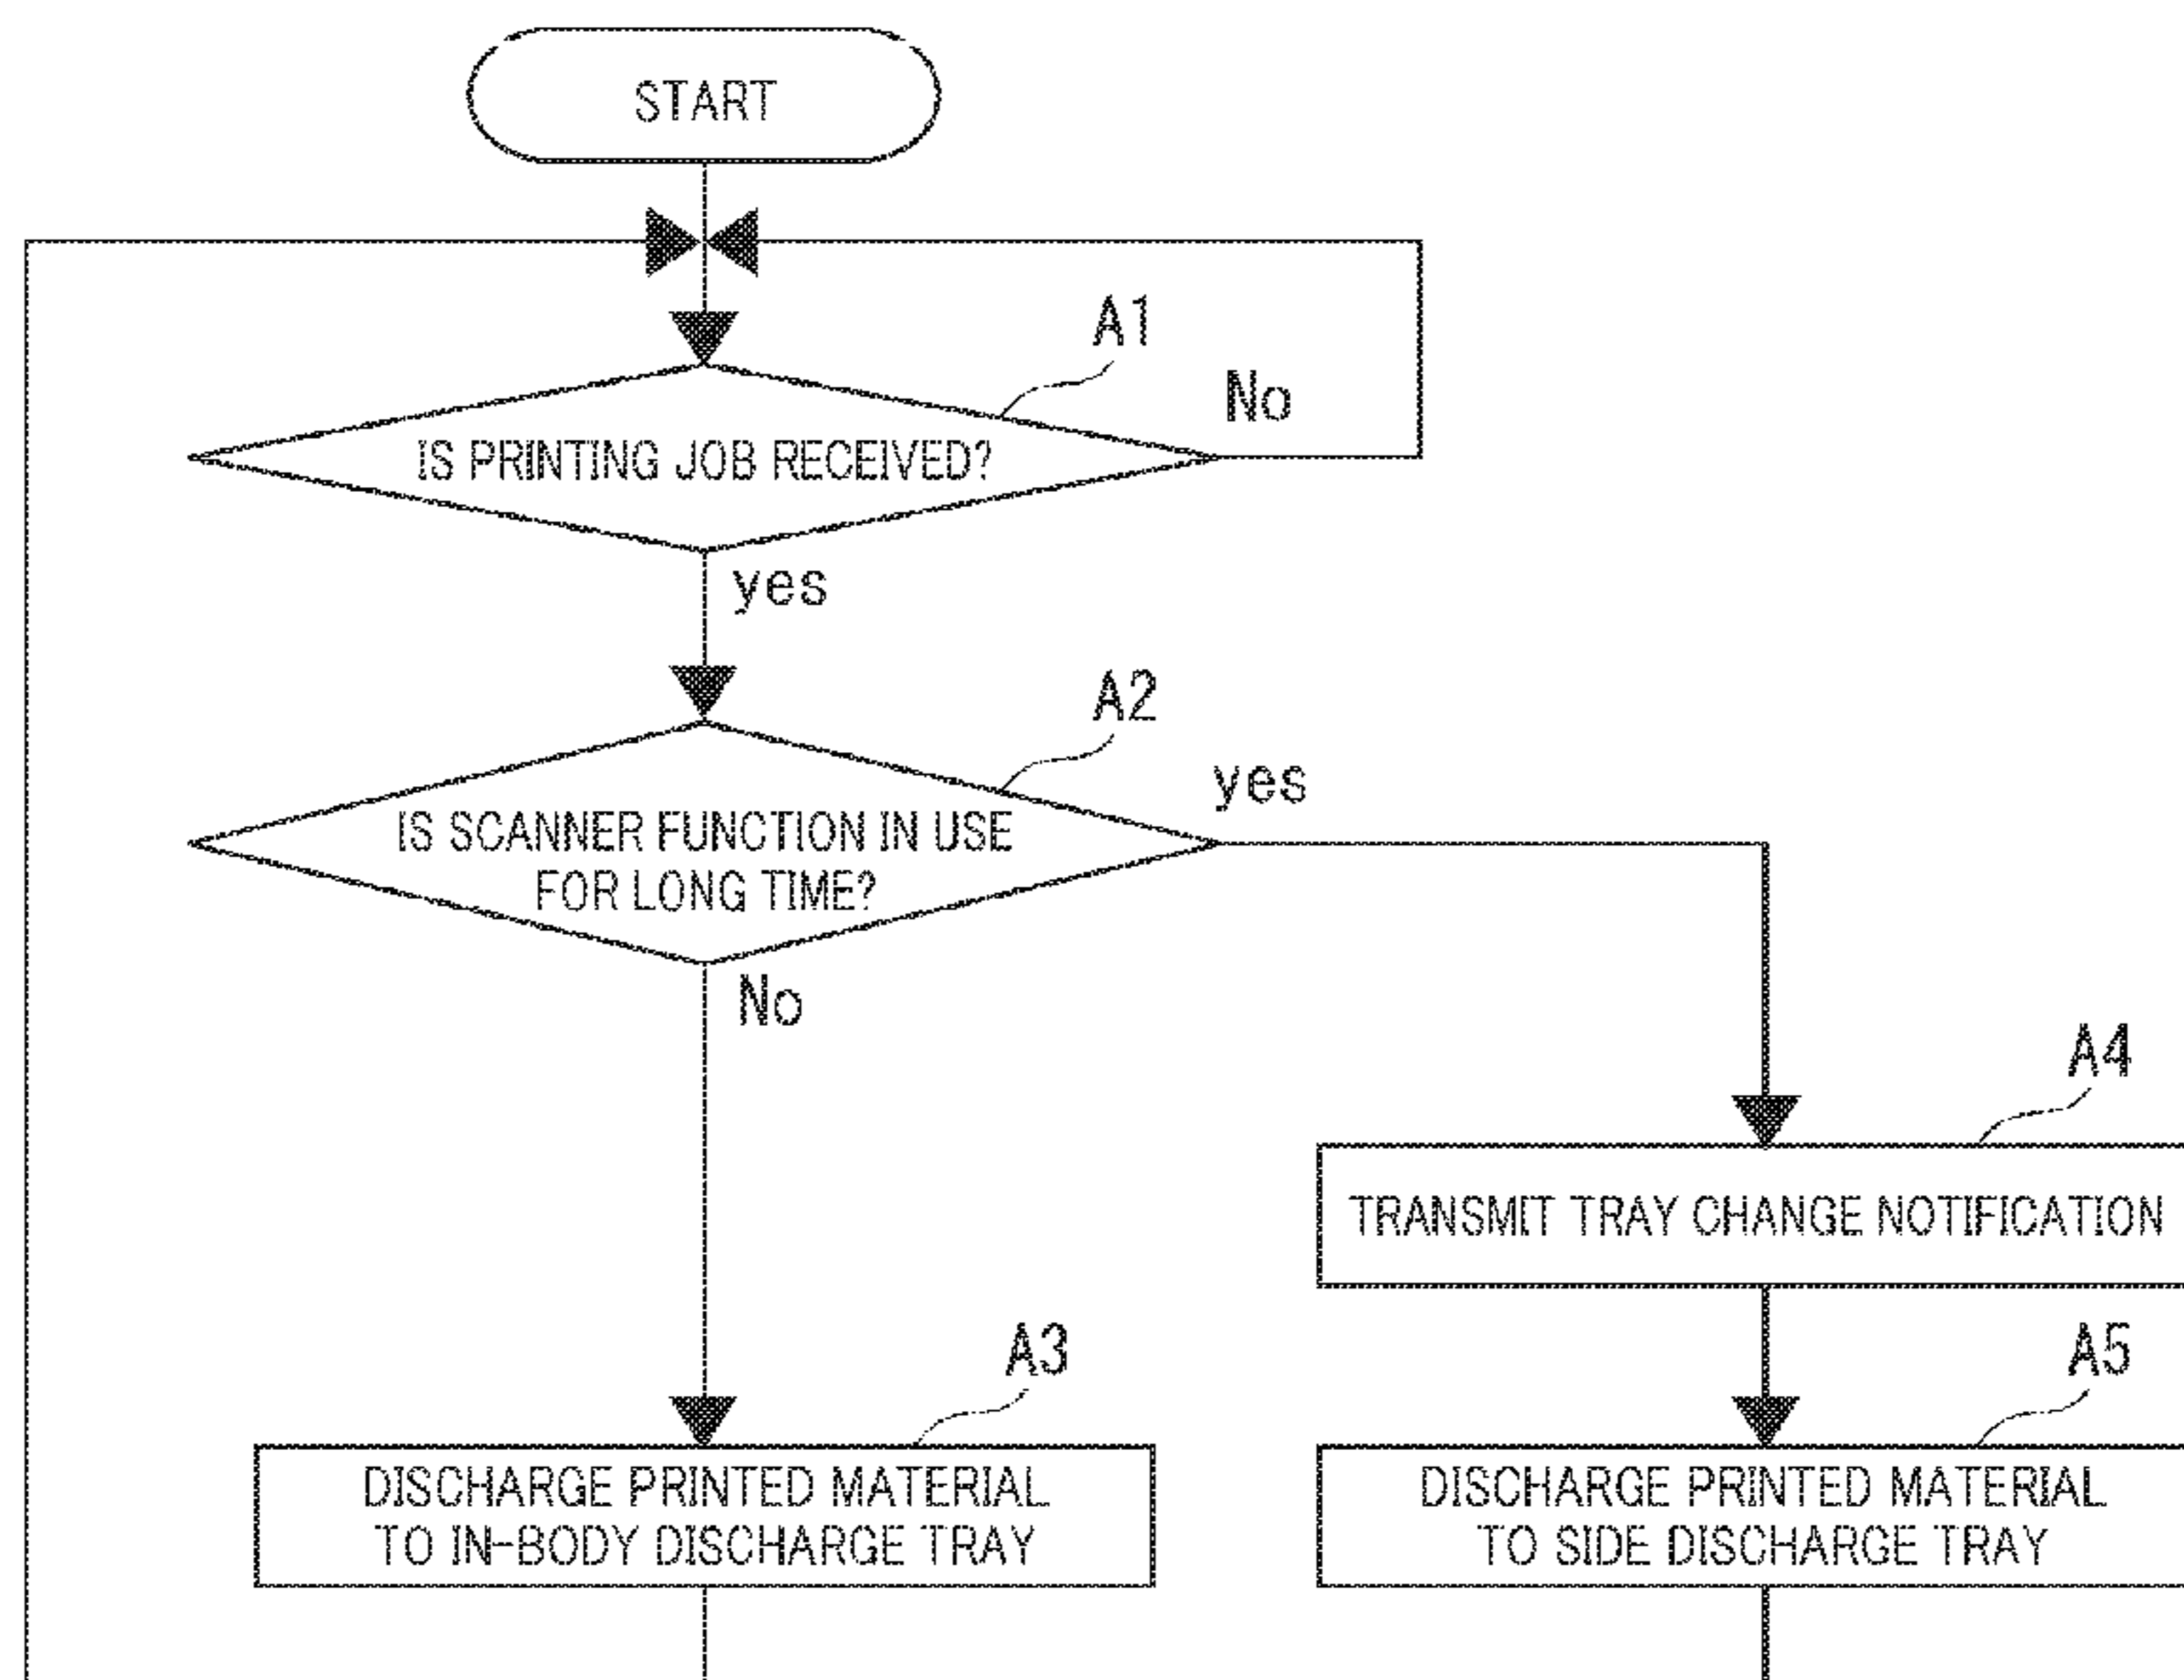 START
A1
No
IS PRINTING JOB RECEIVED?
yes
A2
yes
IS SCANNER FUNCTION IN USE
FOR LONG TIME?
No
A4
TRANSMIT TRAY CHANGE NOTIFICATION
A3
A5
DISCHARGE PRINTED MATERIAL
TO IN-BODY DISCHARGE TRAY
DISCHARGE PRINTED MATERIAL
TO SIDE DISCHARGE TRAY